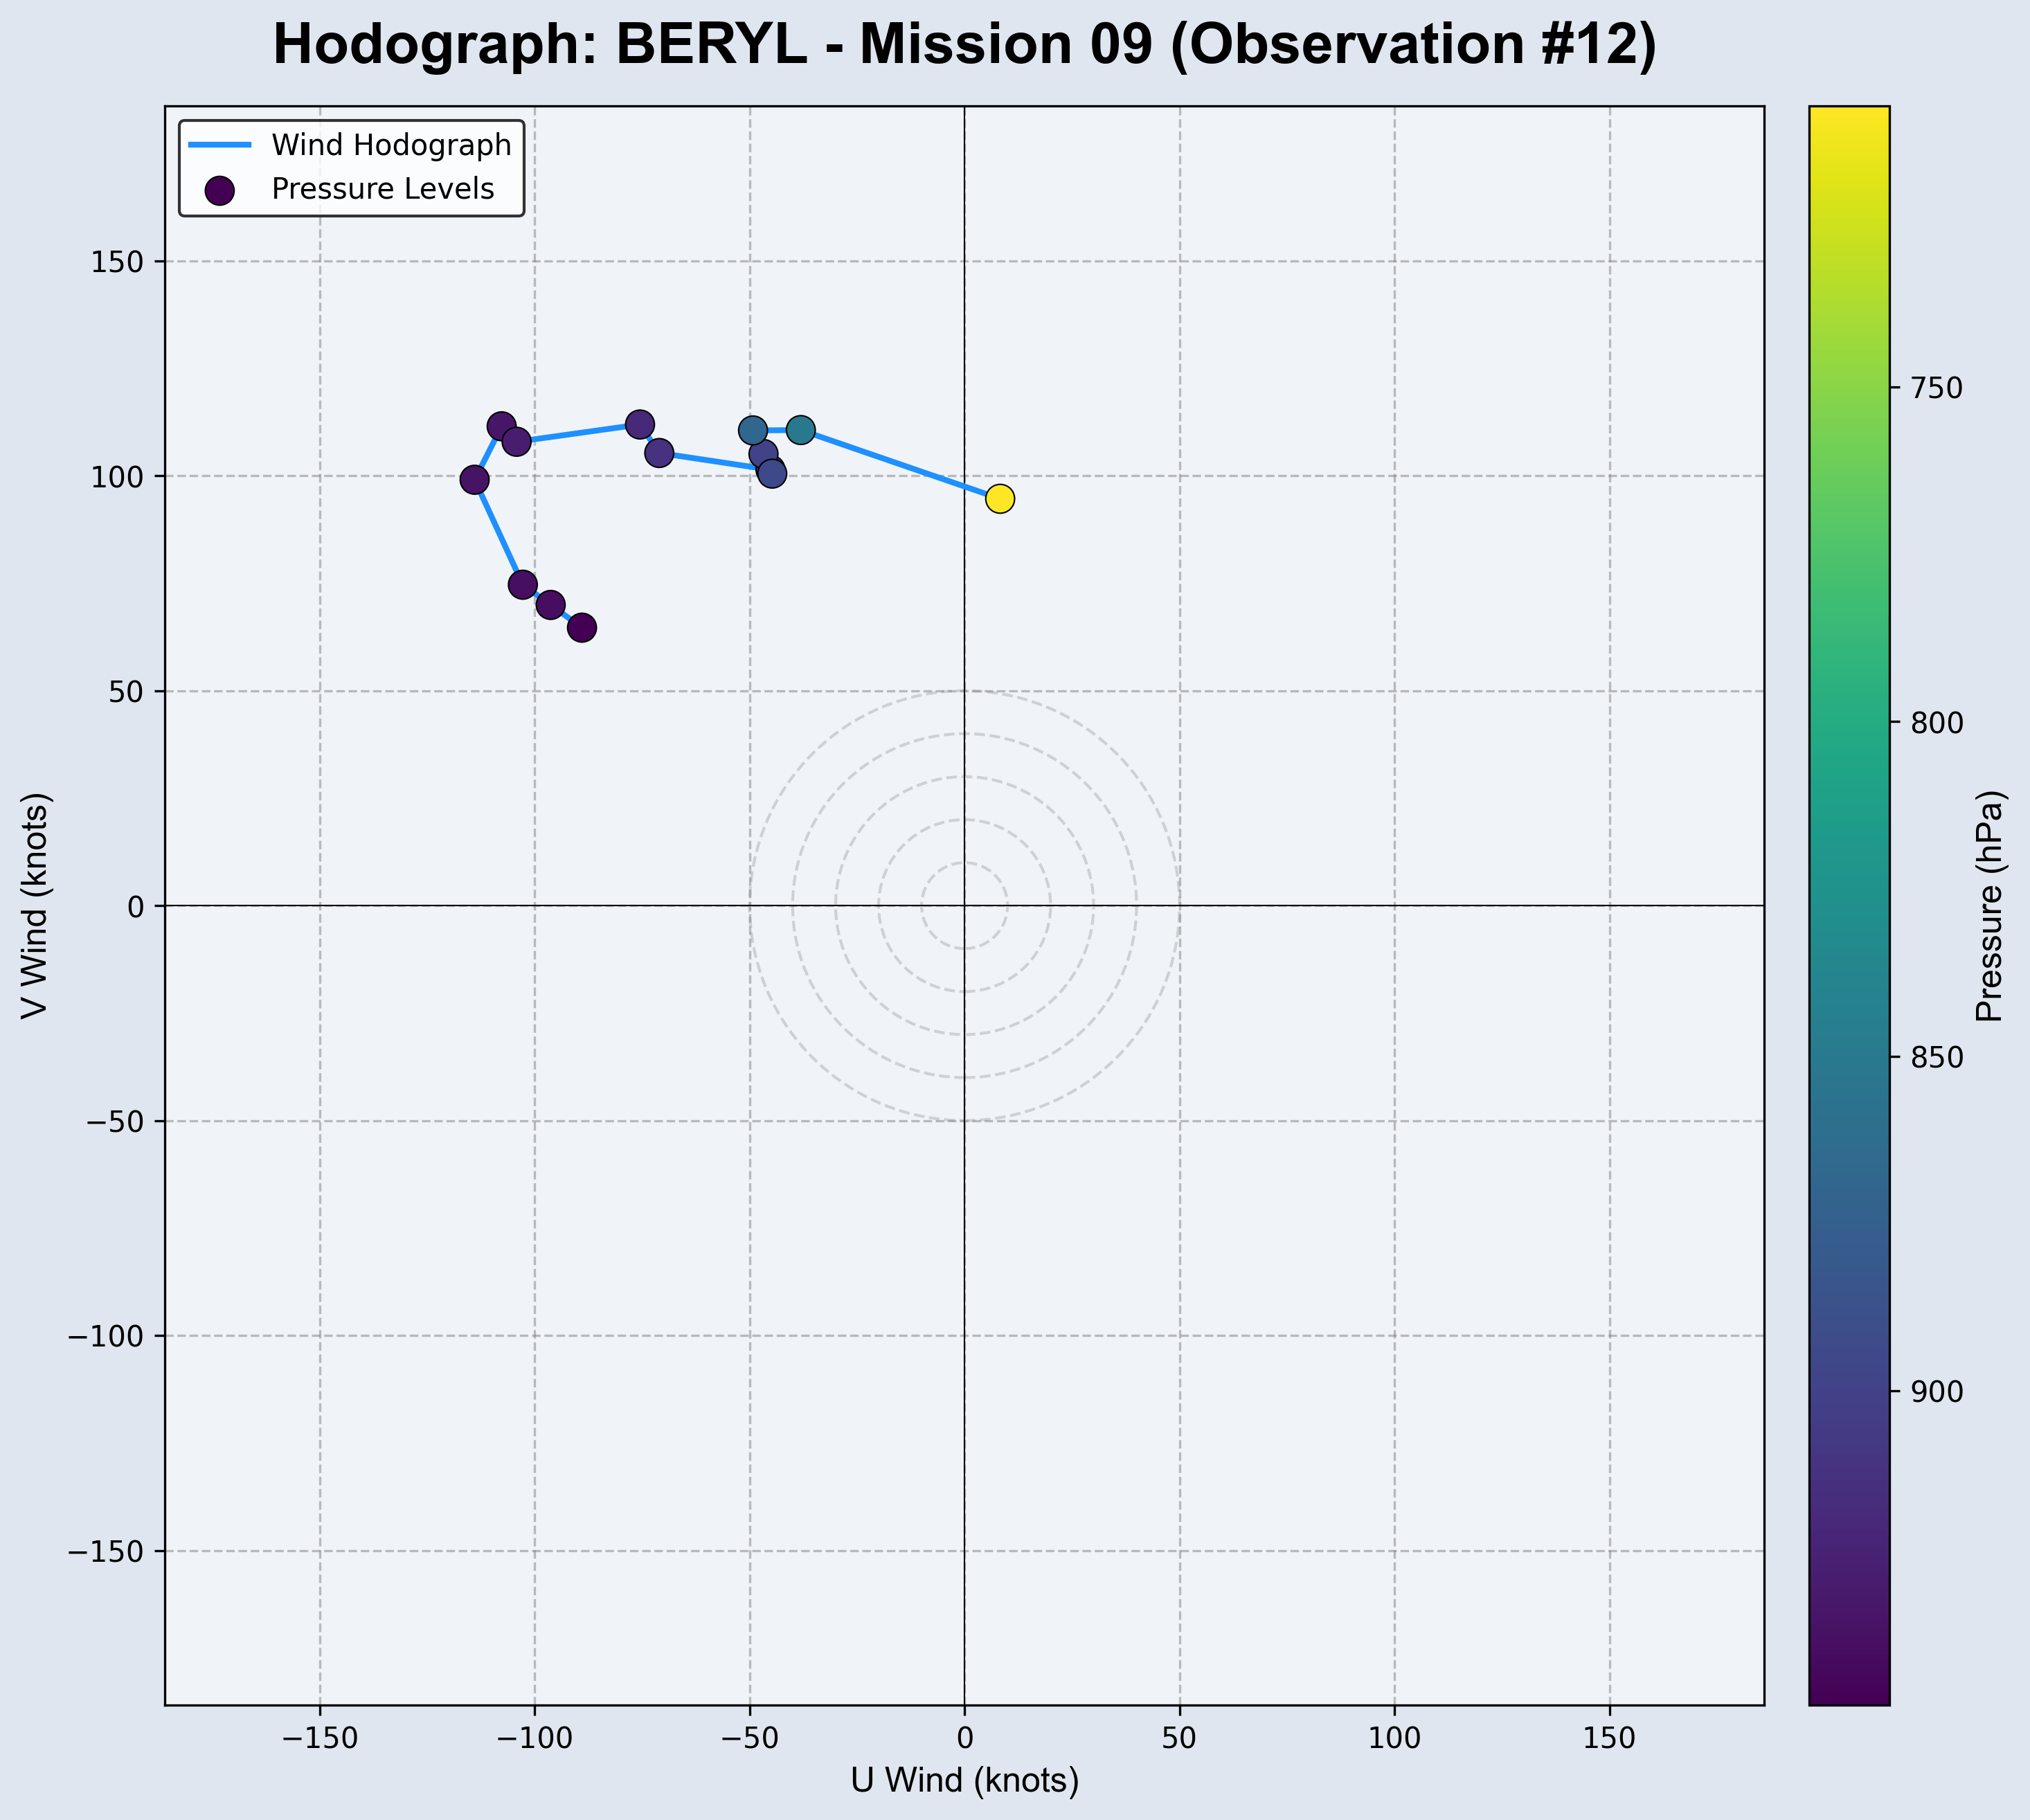 Hodograph: BERYL - Mission 09 (Observation #12)
Wind Hodograph
Pressure Levels
150
100
50
0
−50
−100
−150
V Wind (knots)
−150 −100 −50 0 50 100 150
U Wind (knots)
750
800
850
900
Pressure (hPa)